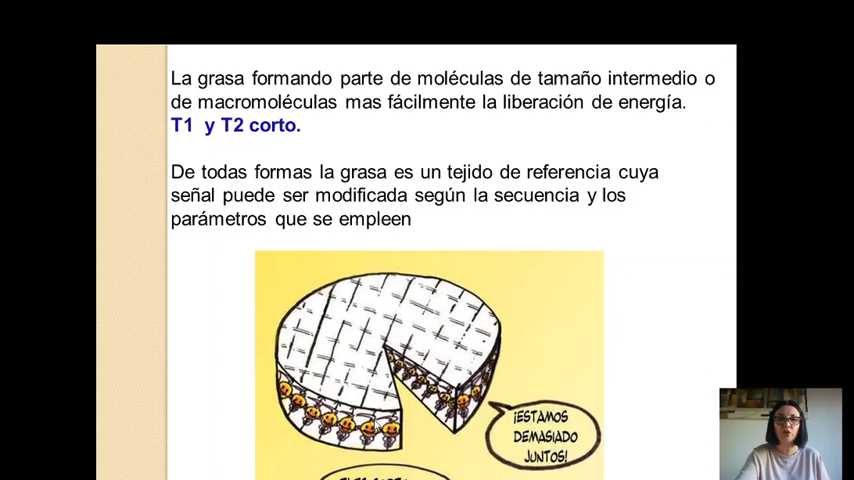 La grasa formando parte de moléculas de tamaño intermedio o
de macromoléculas mas fácilmente la liberación de energía.
T1 y T2 corto.
De todas formas la grasa es un tejido de referencia cuya
señal puede ser modificada según la secuencia y los
parámetros que se empleen
¡ESTAMOS
DEMASIADO
JUNTOS!